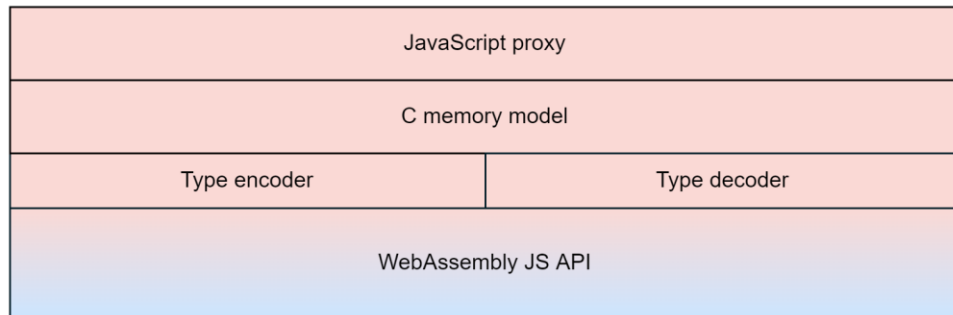 JavaScript proxy
C memory model
Type encoder
Type decoder
WebAssembly JS API